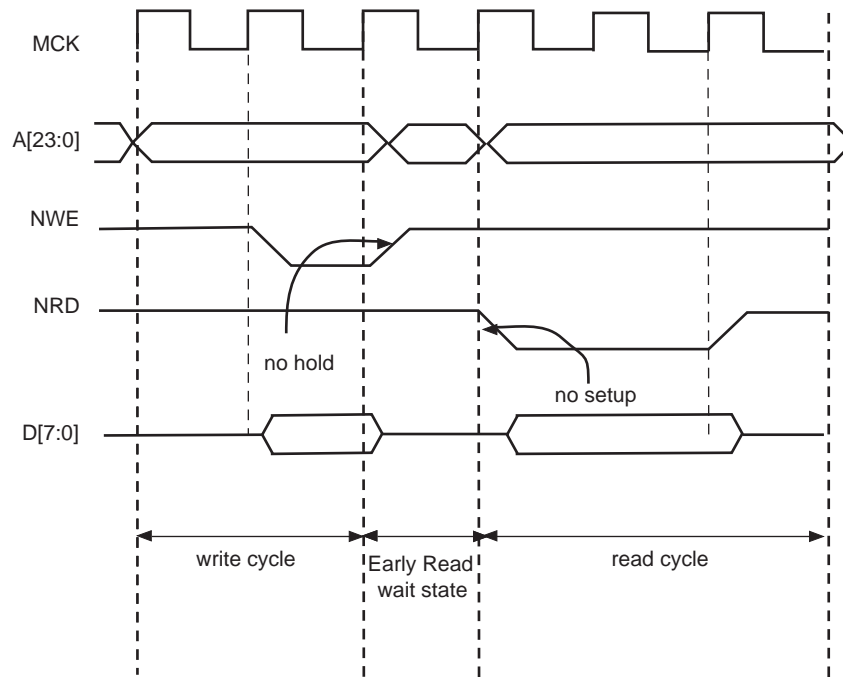 MCK
A[23:0]
NWE
NRD
no hold
no setup
D[7:0]
write cycle
Early Read
wait state
read cycle